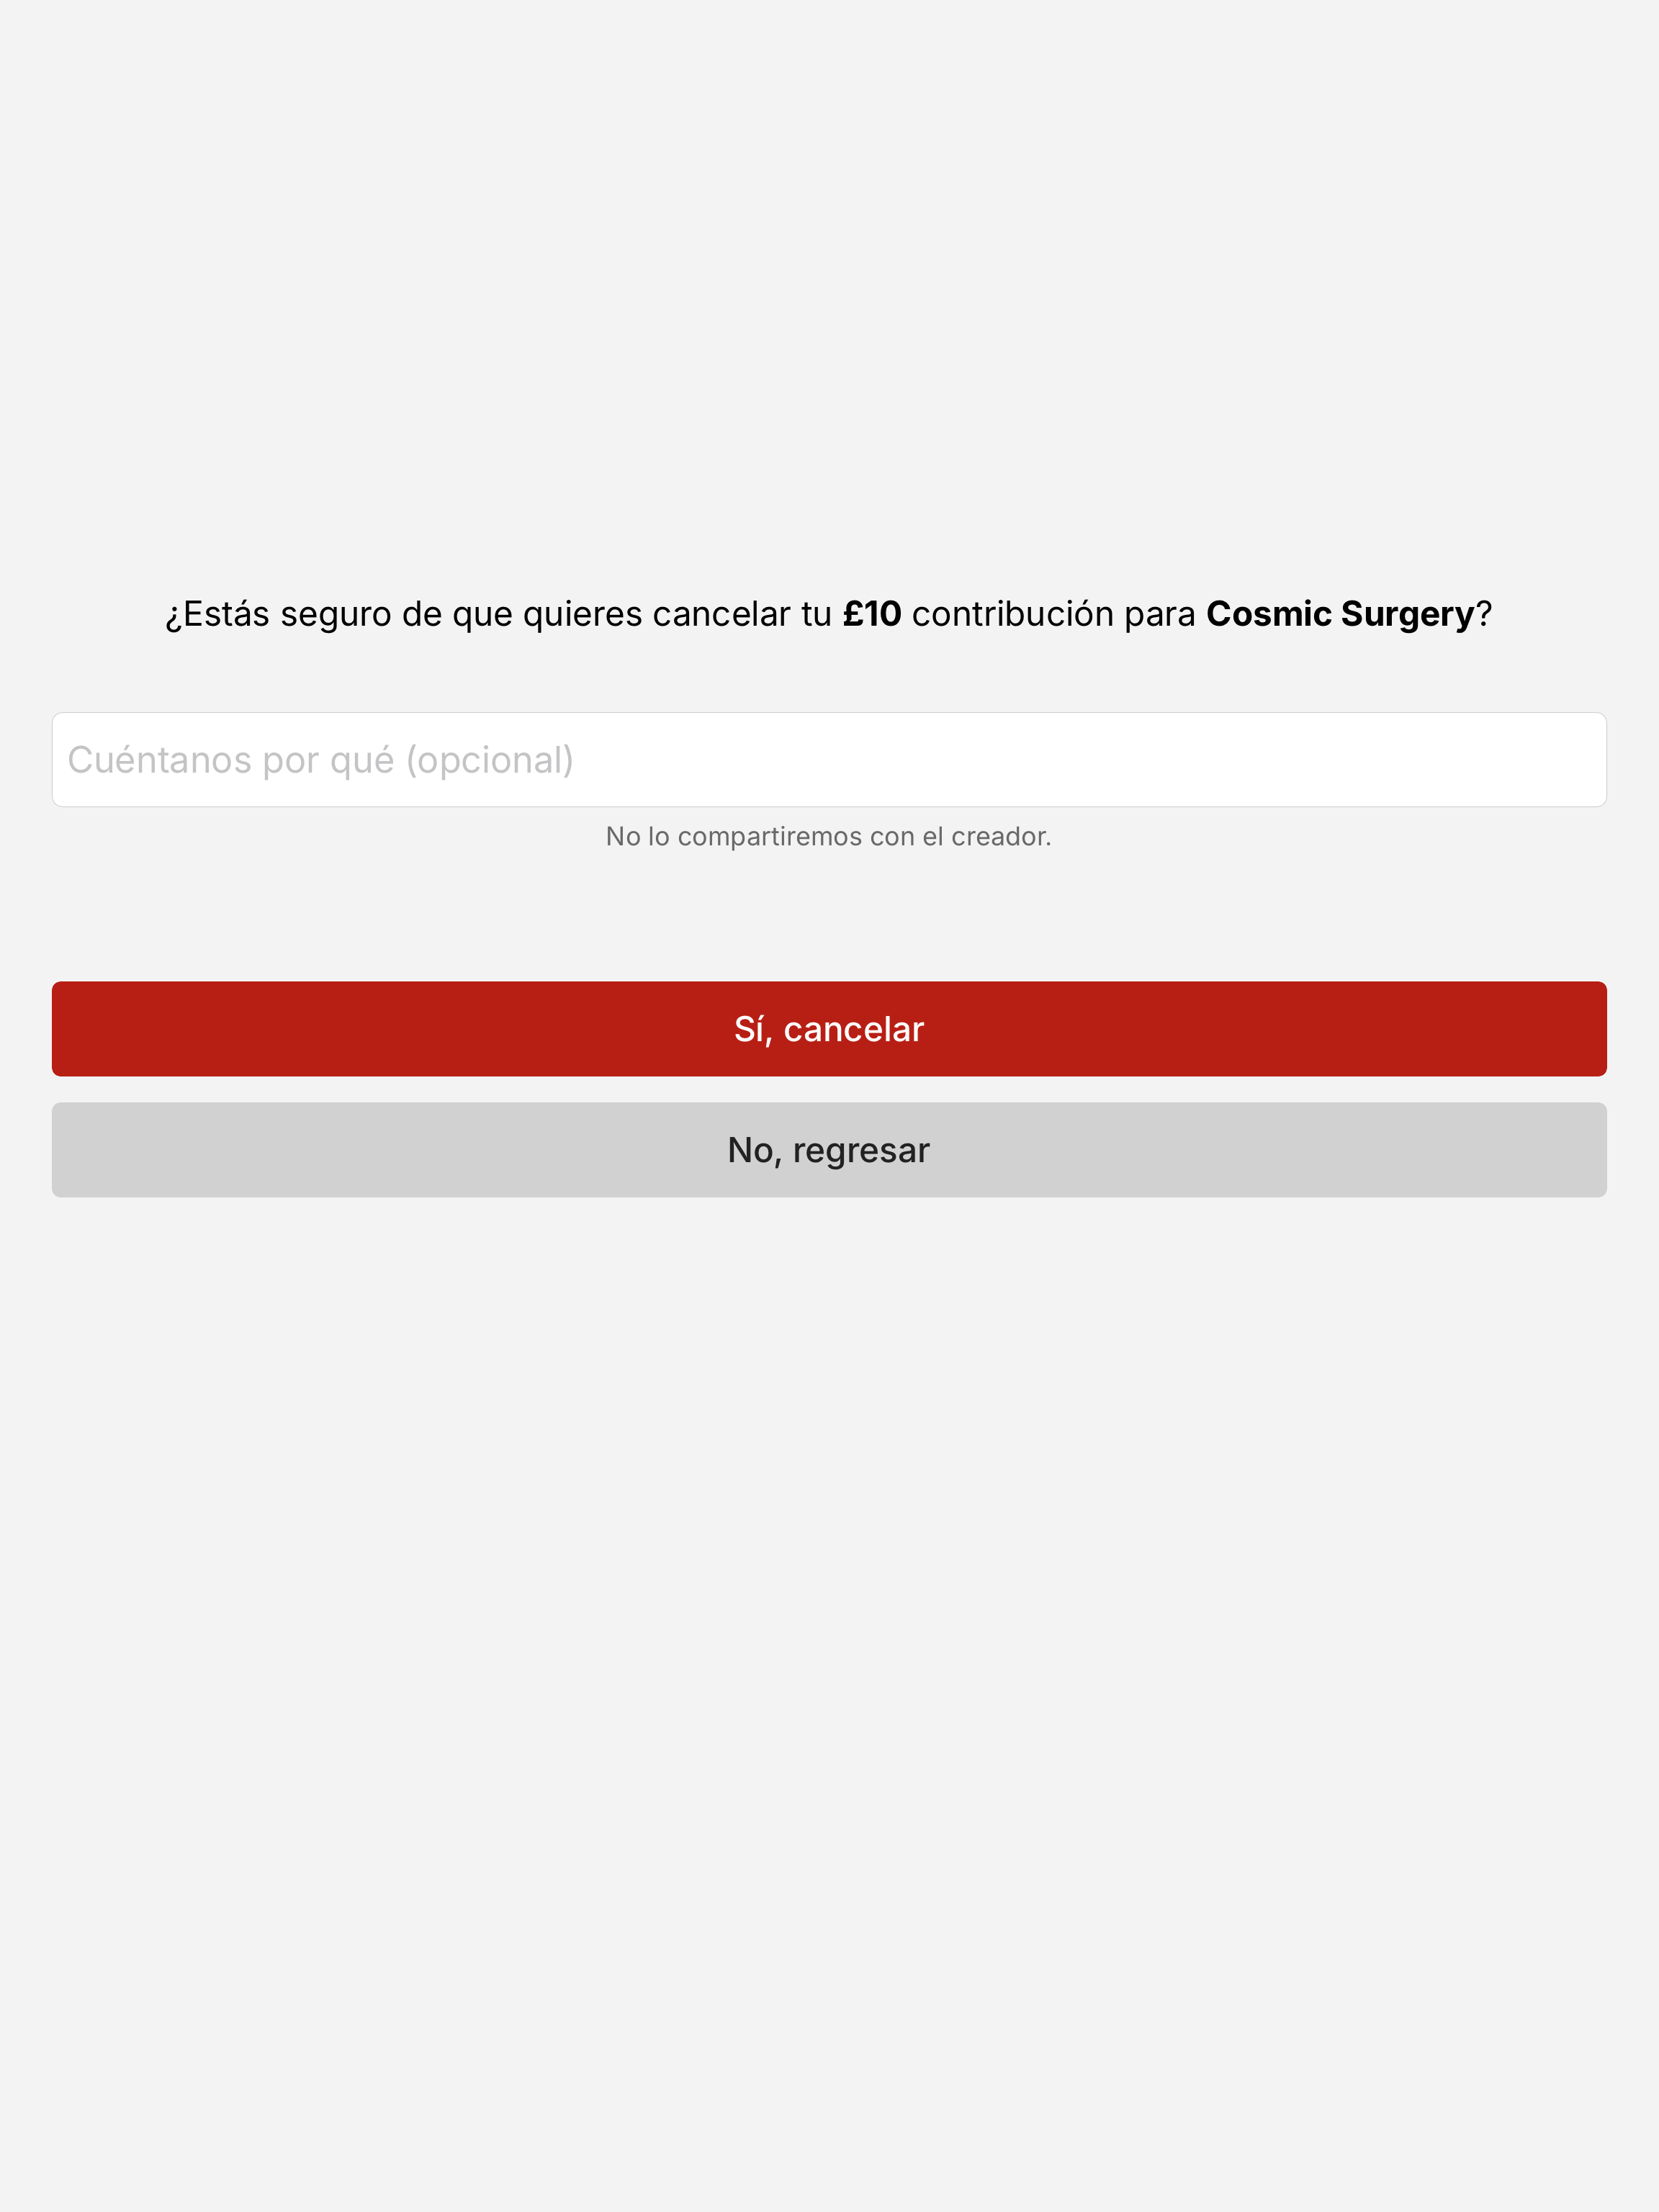 ¿Estás seguro de que quieres cancelar tu £10 contribución para Cosmic Surgery?
Cuéntanos por qué (opcional)
No lo compartiremos con el creador.
Sí, cancelar
No, regresar